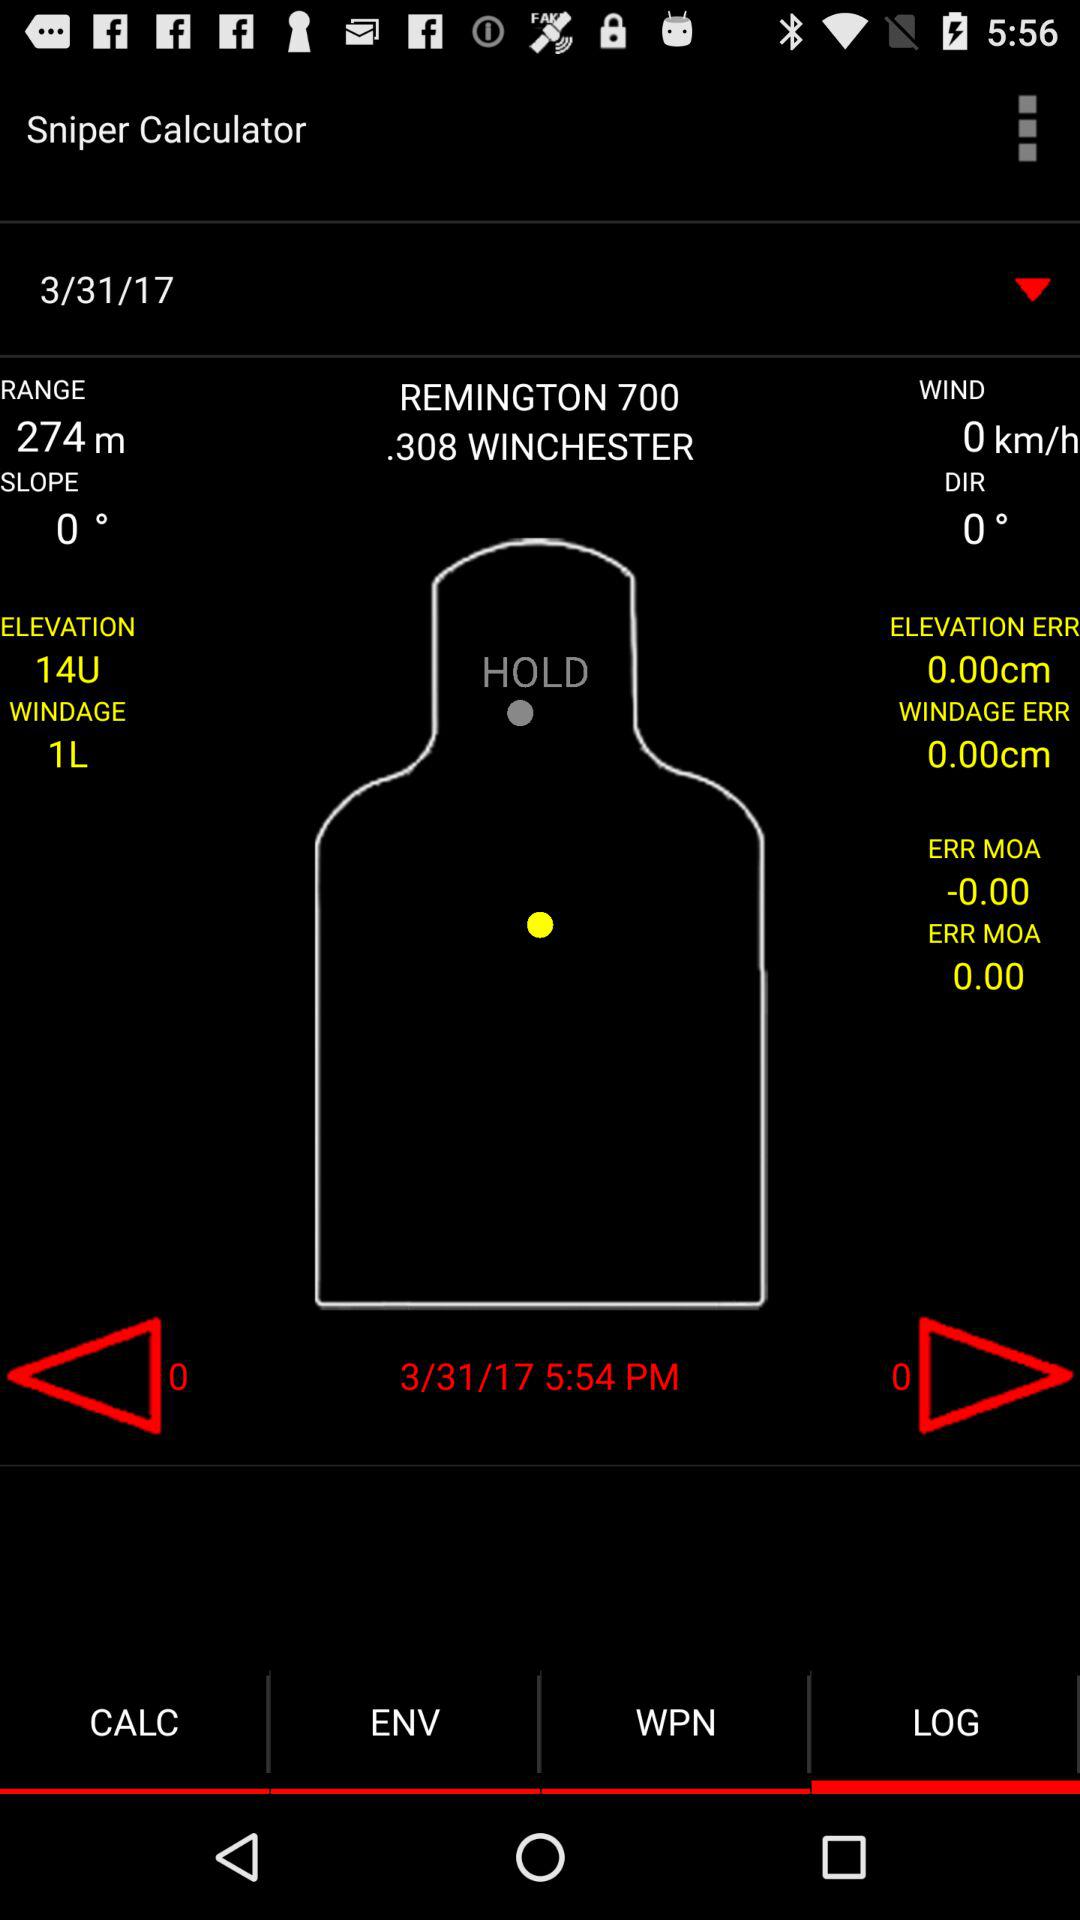 FAKE
5:56
Sniper Calculator
3/31/17
RANGE
274 m
SLOPE
0 °
REMINGTON 700
.308 WINCHESTER
WIND
0 km/h
DIR
0 °
ELEVATION
14U
WINDAGE
1L
HOLD
ELEVATION ERR
0.00cm
WINDAGE ERR
0.00cm
ERR MOA
-0.00
ERR MOA
0.00
0 3/31/17 5:54 PM 0
CALC ENV WPN LOG